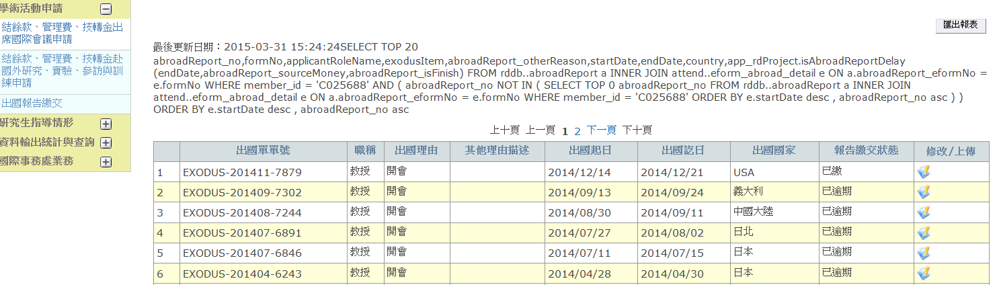 學術活動申請
結餘款、管理費、技轉金出
席國際會議申請
結餘款、管理費、技轉金赴
國外研究、實驗、參訪與訓
練申請
出國報告繳交
研究生指導情形
資料輸出統計與查詢
國際事務處業務
匯出報表
最後更新日期：2015-03-31 15:24:24SELECT TOP 20
abroadReport_no,formNo,applicantRoleName,exodusItem,abroadReport_otherReason,startDate,endDate,country,app_rdProject.isAbroadReportDelay
(endDate,abroadReport_sourceMoney,abroadReport_isFinish) FROM rddb..abroadReport a INNER JOIN attend..eform_abroad_detail e ON a.abroadReport_eformNo =
e.formNo WHERE member_id = 'C025688' AND ( abroadReport_no NOT IN ( SELECT TOP 0 abroadReport_no FROM rddb..abroadReport a INNER JOIN
attend..eform_abroad_detail e ON a.abroadReport_eformNo = e.formNo WHERE member_id = 'C025688' ORDER BY e.startDate desc , abroadReport_no asc ) )
ORDER BY e.startDate desc , abroadReport_no asc
上十頁 上一頁 1 2 下一頁 下十頁
出國單單號 職稱 出國理由 其他理由描述 出國起日 出國訖日 出國國家 報告繳交狀態 修改/上傳
1 EXODUS-201411-7879 教授 開會 2014/12/14 2014/12/21 USA 已繳
2 EXODUS-201409-7302 教授 開會 2014/09/13 2014/09/24 義大利 已逾期
3 EXODUS-201408-7244 教授 開會 2014/08/30 2014/09/11 中國大陸 已逾期
4 EXODUS-201407-6891 教授 開會 2014/07/27 2014/08/02 日北 已逾期
5 EXODUS-201407-6846 教授 開會 2014/07/11 2014/07/15 日本 已逾期
6 EXODUS-201404-6243 教授 開會 2014/04/28 2014/04/30 日本 已逾期